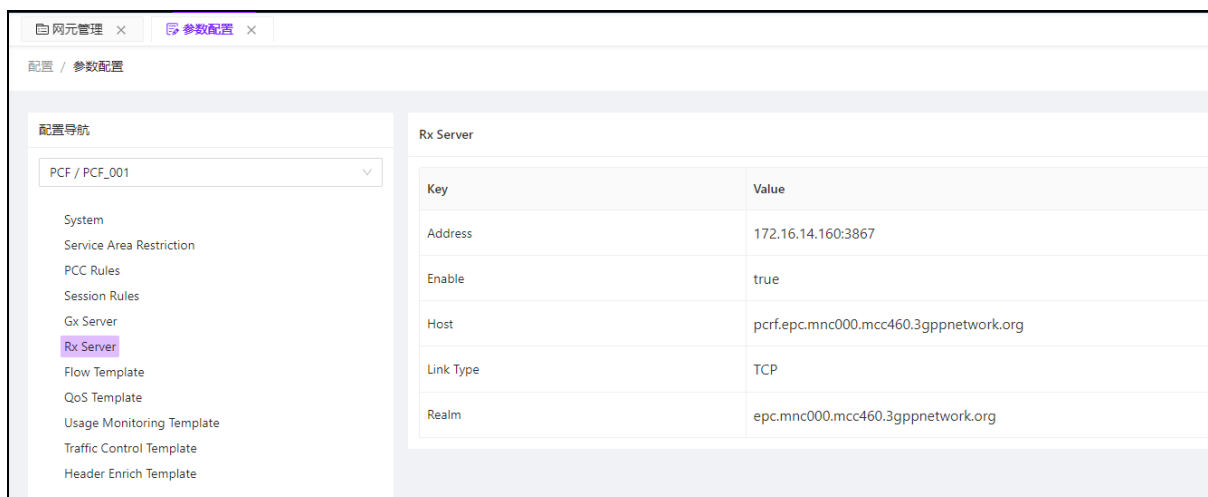 网元管理
参数配置
配置 / 参数配置
配置导航
PCF / PCF_001
System
Service Area Restriction
PCC Rules
Session Rules
Gx Server
Rx Server
Flow Template
QoS Template
Usage Monitoring Template
Traffic Control Template
Header Enrich Template
Rx Server
Key Value
Address 172.16.14.160:3867
Enable true
Host pcrf.epc.mnc000.mcc460.3gppnetwork.org
Link Type TCP
Realm epc.mnc000.mcc460.3gppnetwork.org